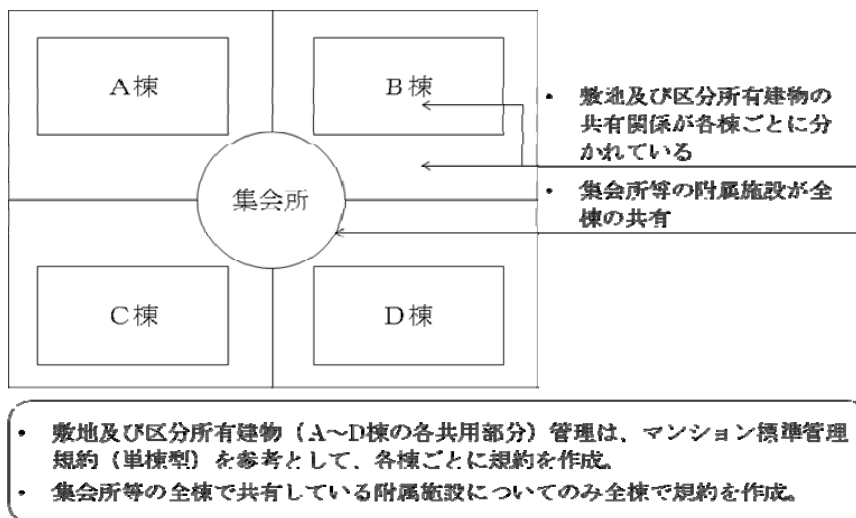 A棟
B棟
・ 敷地及び区分所有建物の
共有関係が各棟ごとに分
かれている
集会所
・ 集会所等の附属施設が全
棟の共有
C棟
D棟
・ 敷地及び区分所有建物（A～D棟の各共用部分）管理は、マンション標準管理
規約（単棟型）を参考として、各棟ごとに規約を作成。
・ 集会所等の全棟で共有している附属施設についてのみ全棟で規約を作成。